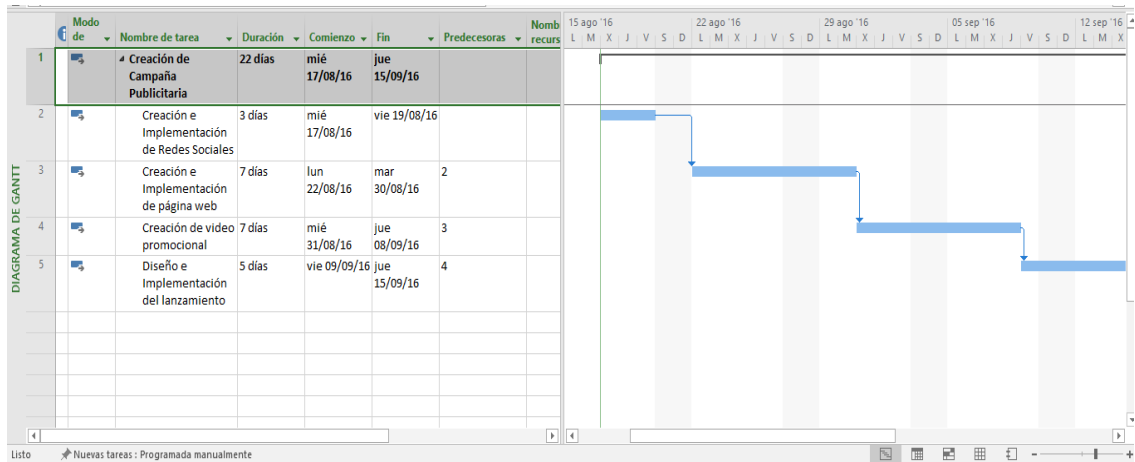 Modo de
Nombre de tarea
Duración
Comienzo
Fin
Predecesoras
Nomb
recurs
15 ago '16
22 ago '16
29 ago '16
05 sep '16
12 sep '16
L M X J V S D L M X J V S D L M X J V S D L M X J V S D L M X
1
Creación de
Campaña
Publicitaria
22 días
mié
17/08/16
jue
15/09/16
2
Creación e
Implementación
de Redes Sociales
3 días
mié
17/08/16
vie 19/08/16
3
Creación e
Implementación
de página web
7 días
lun
22/08/16
mar
30/08/16
2
4
Creación de video
promocional
7 días
mié
31/08/16
jue
08/09/16
3
5
Diseño e
Implementación
del lanzamiento
5 días
vie 09/09/16
jue
15/09/16
4
DIAGRAMA DE GANTT
Listo
Nuevas tareas : Programada manualmente